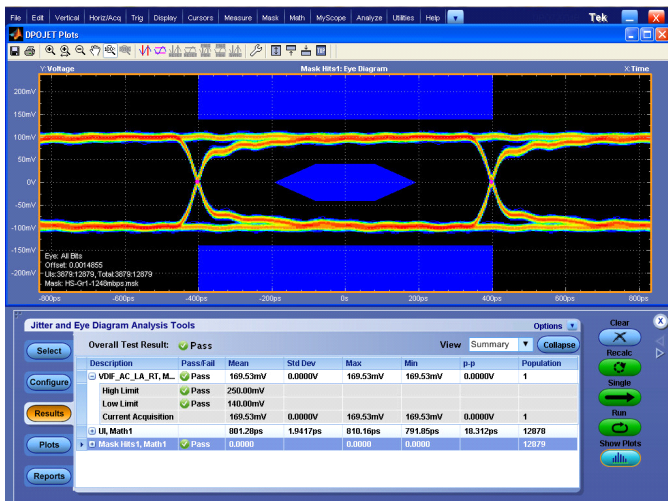 File Edit Vertical Horiz/Acq Trig Display Cursors Measure Mask Math MyScope Analyze Utilities Help Tek
DPOJET Plots
Y:Voltage Mask Hits1: Eye Diagram X:Time
200mV
150mV
100mV
50mV
0V
-50mV
-100mV
-150mV
-200mV
Eye: All Bits
Offset: 0.0014855
UIs:3879:12879, Total:3879:12879
Mask: HS-Gr1-1248mbps.msk
-800ps -600ps -400ps -200ps 0s 200ps 400ps 600ps 800ps
Jitter and Eye Diagram Analysis Tools Options Clear
Select Overall Test Result: Pass View Summary Collapse
Recalc
Description Pass/Fail Mean Std Dev Max Min p-p Population
VDIF_AC_LA_RT, M... Pass 169.53mV 0.0000V 169.53mV 169.53mV 0.0000V 1
Configure High Limit Pass 250.00mV Single
Low Limit Pass 140.00mV
Results Current Acquisition 169.53mV 0.0000V 169.53mV 169.53mV 0.0000V 1 Run
UI, Math1 801.28ps 1.9417ps 810.16ps 791.85ps 18.312ps 12878
Plots Mask Hits1, Math1 Pass 0.0000 0.0000 0.0000 12879 Show Plots
Reports